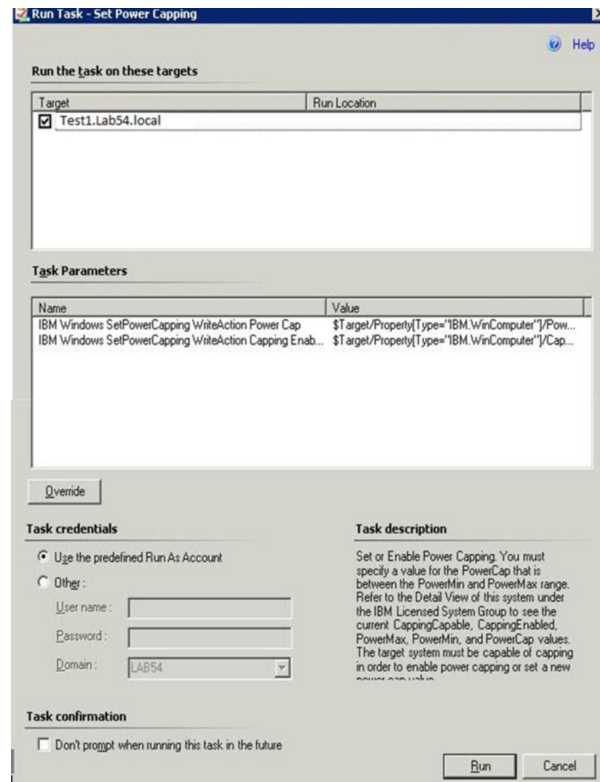 Run Task - Set Power Capping
Help
Run the task on these targets
Target Run Location
Test1.Lab54.local
Task Parameters
Name Value
IBM Windows SetPowerCapping WriteAction Power Cap $Target/Property[Type="IBM.WinComputer"]/Pow...
IBM Windows SetPowerCapping WriteAction Capping Enab... $Target/Property[Type="IBM.WinComputer"]/Cap...
Override
Task credentials
Use the predefined Run As Account
Other :
User name :
Password :
Domain : LAB54
Task description
Set or Enable Power Capping. You must
specify a value for the PowerCap that is
between the PowerMin and PowerMax range.
Refer to the Detail View of this system under
the IBM Licensed System Group to see the
current CappingCapable, CappingEnabled,
PowerMax, PowerMin, and PowerCap values.
The target system must be capable of capping
in order to enable power capping or set a new
power cap value.
Task confirmation
Don't prompt when running this task in the future
Run Cancel